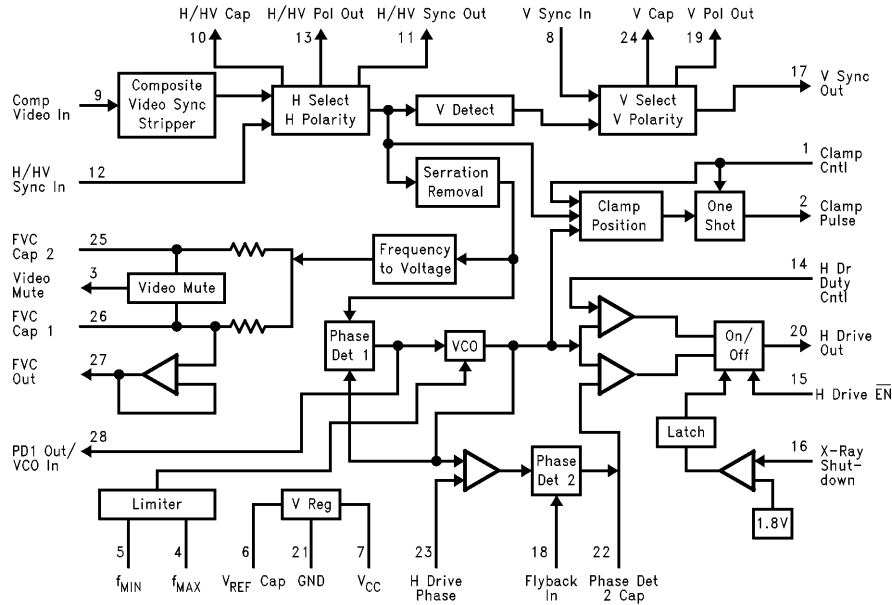 H/HV Cap
10
H/HV Pol Out
13
H/HV Sync Out
11
V Sync In
8
V Cap
24
V Pol Out
19
Comp
Video In
9
Composite
Video Sync
Stripper
H Select
H Polarity
V Detect
V Select
V Polarity
17
V Sync
Out
H/HV
Sync In
12
Serration
Removal
1
Clamp
Cntl
Clamp
Position
One
Shot
2
Clamp
Pulse
FVC
Cap 2
25
Frequency
to Voltage
Video
Mute
3
Video Mute
14
H Dr
Duty
Cntl
FVC
Cap 1
26
Phase
Det 1
VCO
On/
Off
20
H Drive
Out
FVC
Out
27
15
H Drive E̅N̅
Latch
PD1 Out/
VCO In
28
16
X-Ray
Shut-
down
Phase
Det 2
Limiter
V Reg
1.8V
5
4
6
21
7
23
18
22
fMIN
fMAX
VREF Cap
GND
VCC
H Drive
Phase
Flyback
In
Phase Det
2 Cap